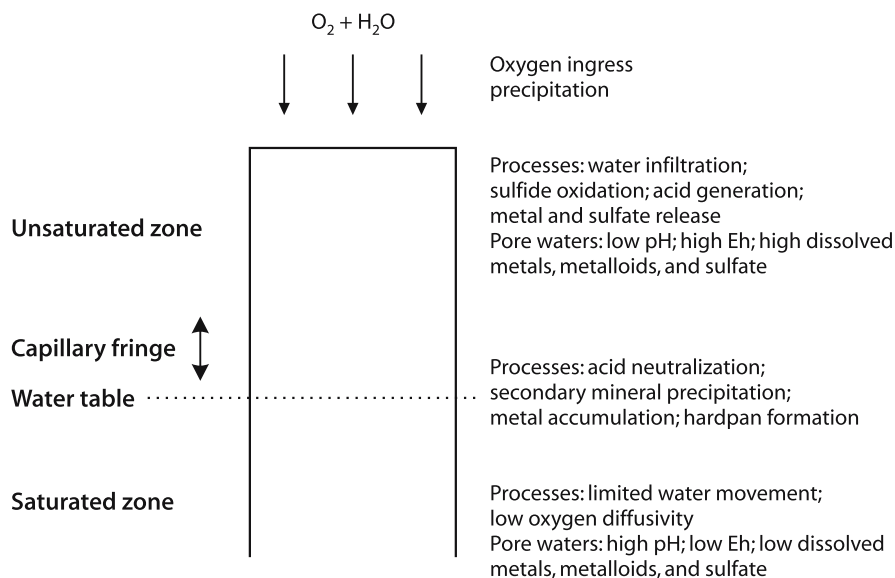 O₂ + H₂O
Oxygen ingress
precipitation
Unsaturated zone
Processes: water infiltration;
sulfide oxidation; acid generation;
metal and sulfate release
Pore waters: low pH; high Eh; high dissolved
metals, metalloids, and sulfate
Capillary fringe
Water table
Processes: acid neutralization;
secondary mineral precipitation;
metal accumulation; hardpan formation
Saturated zone
Processes: limited water movement;
low oxygen diffusivity
Pore waters: high pH; low Eh; low dissolved
metals, metalloids, and sulfate